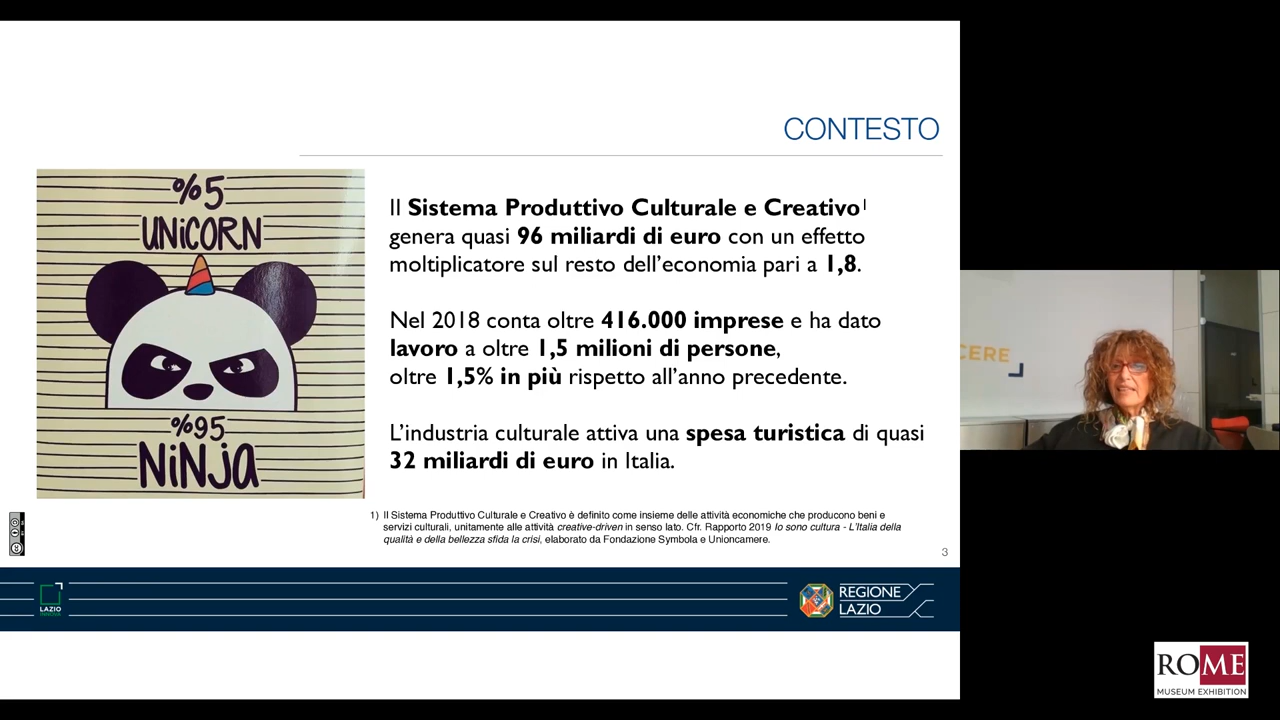 CONTESTO
%5
UNiCORN
%95
NiNja
Il Sistema Produttivo Culturale e Creativo¹
genera quasi 96 miliardi di euro con un effetto
moltiplicatore sul resto dell'economia pari a 1,8.
Nel 2018 conta oltre 416.000 imprese e ha dato
lavoro a oltre 1,5 milioni di persone,
oltre 1,5% in più rispetto all'anno precedente.
L'industria culturale attiva una spesa turistica di quasi
32 miliardi di euro in Italia.
1) Il Sistema Produttivo Culturale e Creativo è definito come insieme delle attività economiche che producono beni e
servizi culturali, unitamente alle attività creative-driven in senso lato. Cfr. Rapporto 2019 Io sono cultura - L'Italia della
qualità e della bellezza sfida la crisi, elaborato da Fondazione Symbola e Unioncamere.
3
LAZIO
REGIONE
LAZIO
CERE
ROME
MUSEUM EXHIBITION